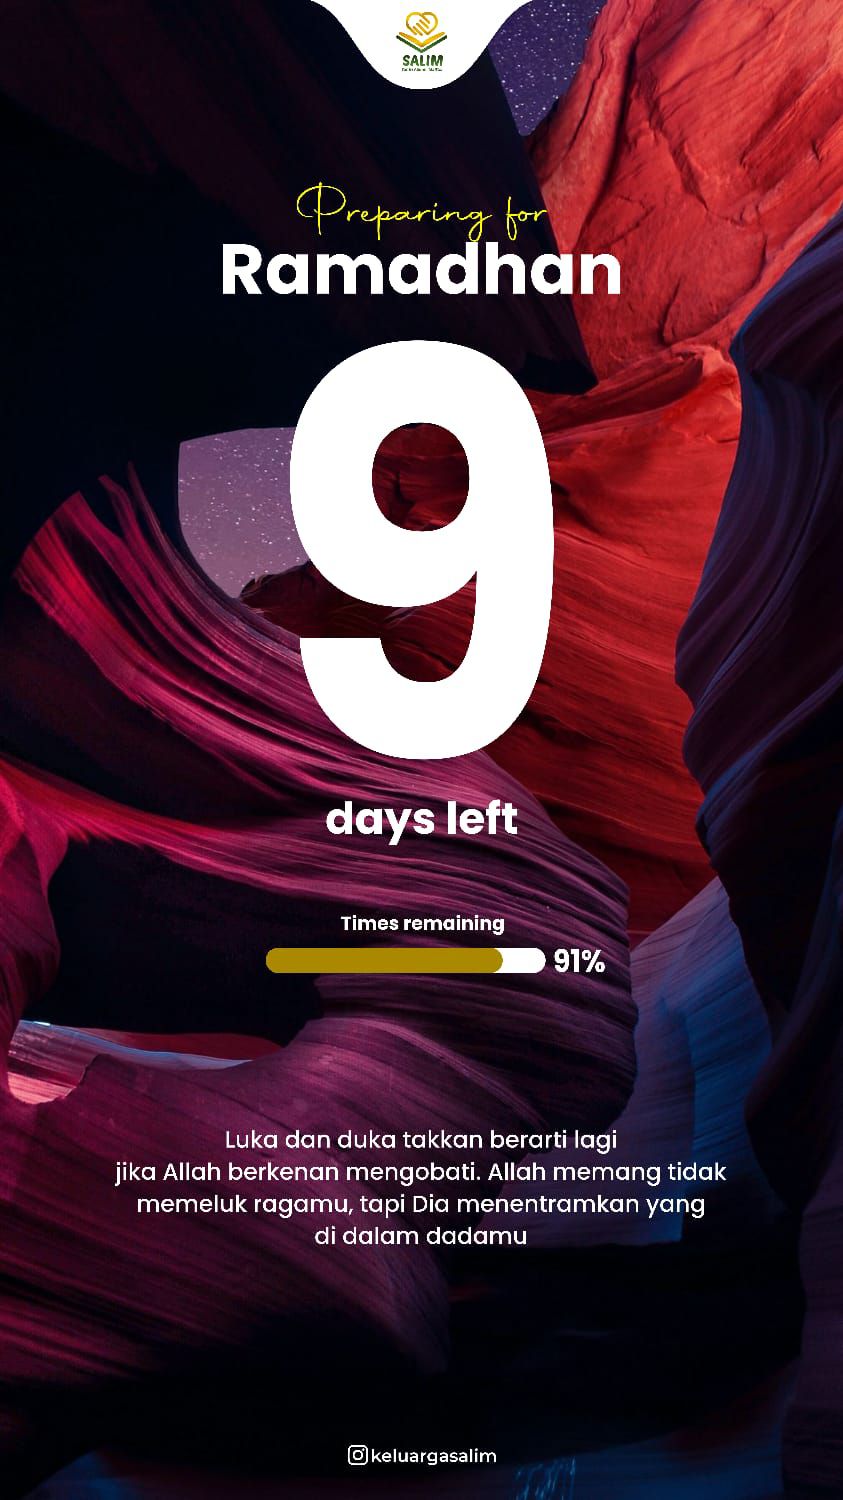 SALIM
Preparing for
Ramadhan
9
days left
Times remaining
91%
Luka dan duka takkan berarti lagi
jika Allah berkenan mengobati. Allah memang tidak
memeluk ragamu, tapi Dia menentramkan yang
di dalam dadamu
keluargasalim